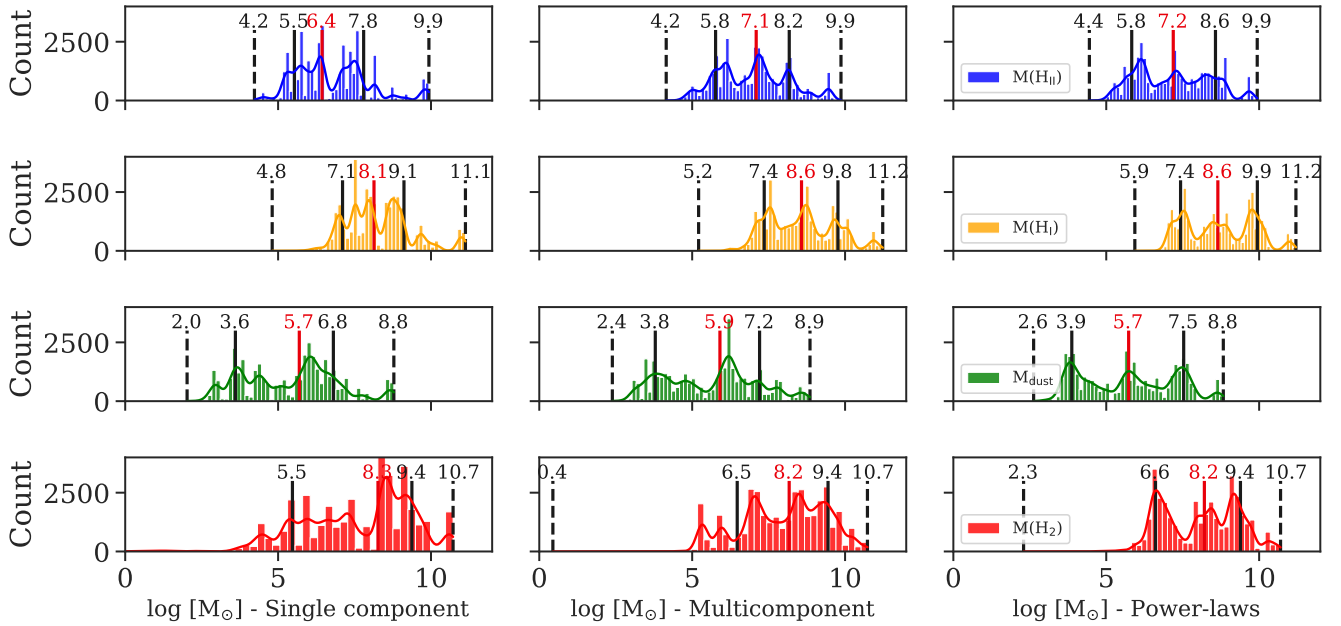 4.2 5.5 6.4 7.8 9.9
4.2 5.8 7.1 8.2 9.9
4.4 5.8 7.2 8.6 9.9
Count
2500
0
M(H_II)
4.8 7.1 8.1 9.1 11.1
5.2 7.4 8.6 9.8 11.2
5.9 7.4 8.6 9.9 11.2
Count
2500
0
M(H_I)
2.0 3.6 5.7 6.8 8.8
2.4 3.8 5.9 7.2 8.9
2.6 3.9 5.7 7.5 8.8
Count
2500
0
M_dust
5.5 8.3 9.4 10.7
0.4 6.5 8.2 9.4 10.7
2.3 6.6 8.2 9.4 10.7
Count
2500
0
M(H₂)
0 5 10
0 5 10
0 5 10
log [M_⊙] - Single component
log [M_⊙] - Multicomponent
log [M_⊙] - Power-laws